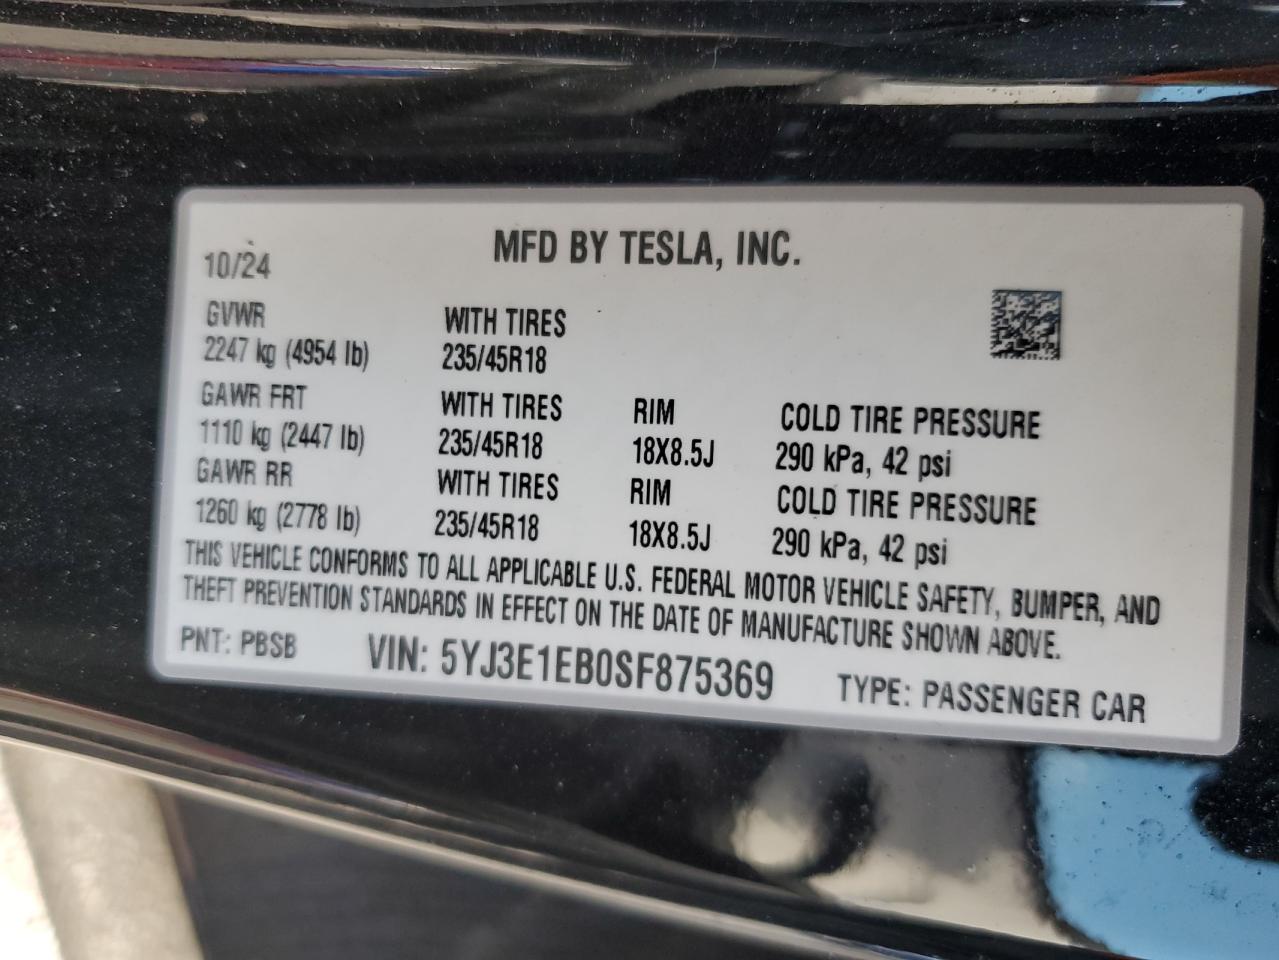 MFD BY TESLA, INC.
10/24
GVWR WITH TIRES
2247 kg (4954 lb) 235/45R18
GAWR FRT WITH TIRES RIM COLD TIRE PRESSURE
1110 kg (2447 lb) 235/45R18 18X8.5J 290 kPa, 42 psi
GAWR RR WITH TIRES RIM COLD TIRE PRESSURE
1260 kg (2778 lb) 235/45R18 18X8.5J 290 kPa, 42 psi
THIS VEHICLE CONFORMS TO ALL APPLICABLE U.S. FEDERAL MOTOR VEHICLE SAFETY, BUMPER, AND
THEFT PREVENTION STANDARDS IN EFFECT ON THE DATE OF MANUFACTURE SHOWN ABOVE.
PNT: PBSB VIN: 5YJ3E1EB0SF875369 TYPE: PASSENGER CAR